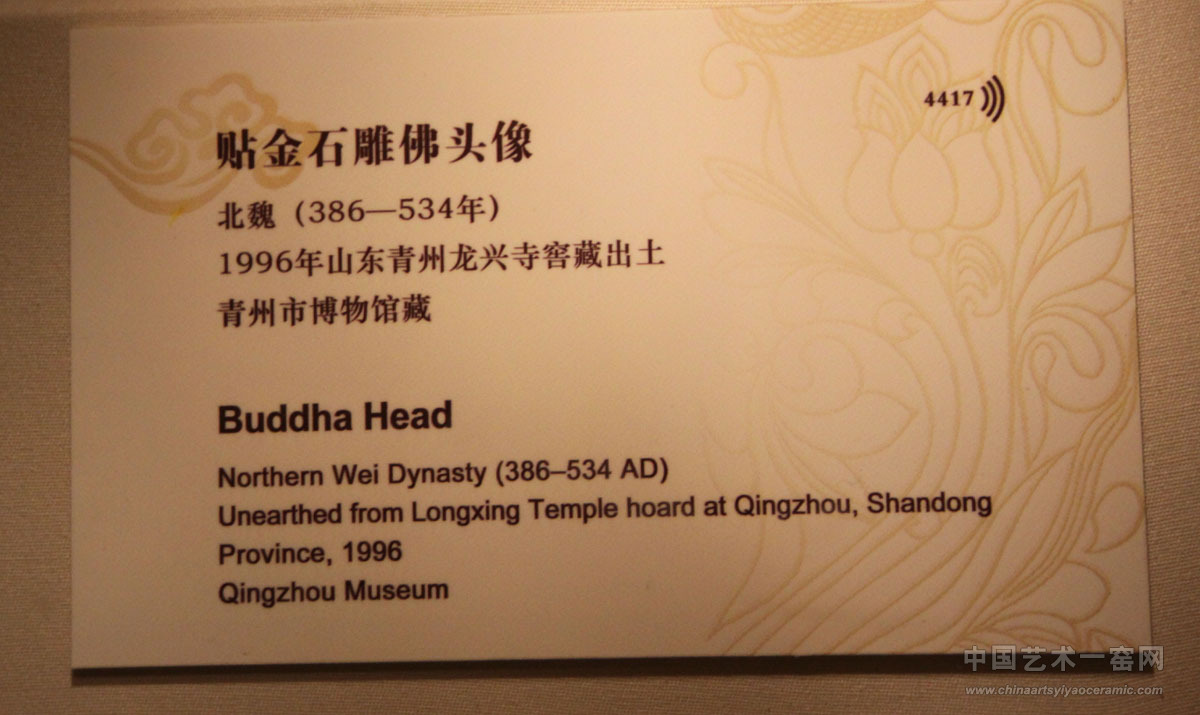 4417
贴金石雕佛头像
北魏（386—534年）
1996年山东青州龙兴寺窖藏出土
青州市博物馆藏
Buddha Head
Northern Wei Dynasty (386–534 AD)
Unearthed from Longxing Temple hoard at Qingzhou, Shandong
Province, 1996
Qingzhou Museum
中国艺术一窑网
www.chinaartsyiyaoceramic.com